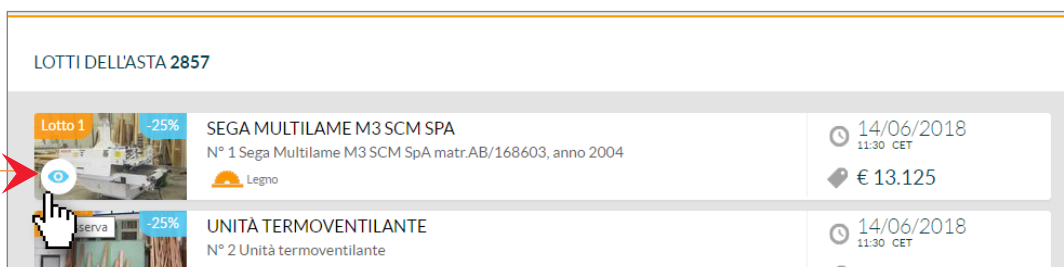 LOTTI DELL'ASTA 2857
Lotto 1
-25%
SEGA MULTILAME M3 SCM SPA
N° 1 Sega Multilame M3 SCM SpA matr.AB/168603, anno 2004
Legno
14/06/2018
11:30 CET
€ 13.125
-25%
UNITÀ TERMOVENTILANTE
N° 2 Unità termoventilante
14/06/2018
11:30 CET